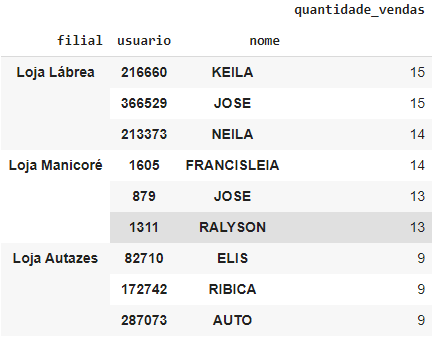 quantidade_vendas
filial usuario nome
Loja Lábrea 216660 KEILA 15
366529 JOSE 15
213373 NEILA 14
Loja Manicoré 1605 FRANCISLEIA 14
879 JOSE 13
1311 RALYSON 13
Loja Autazes 82710 ELIS 9
172742 RIBICA 9
287073 AUTO 9